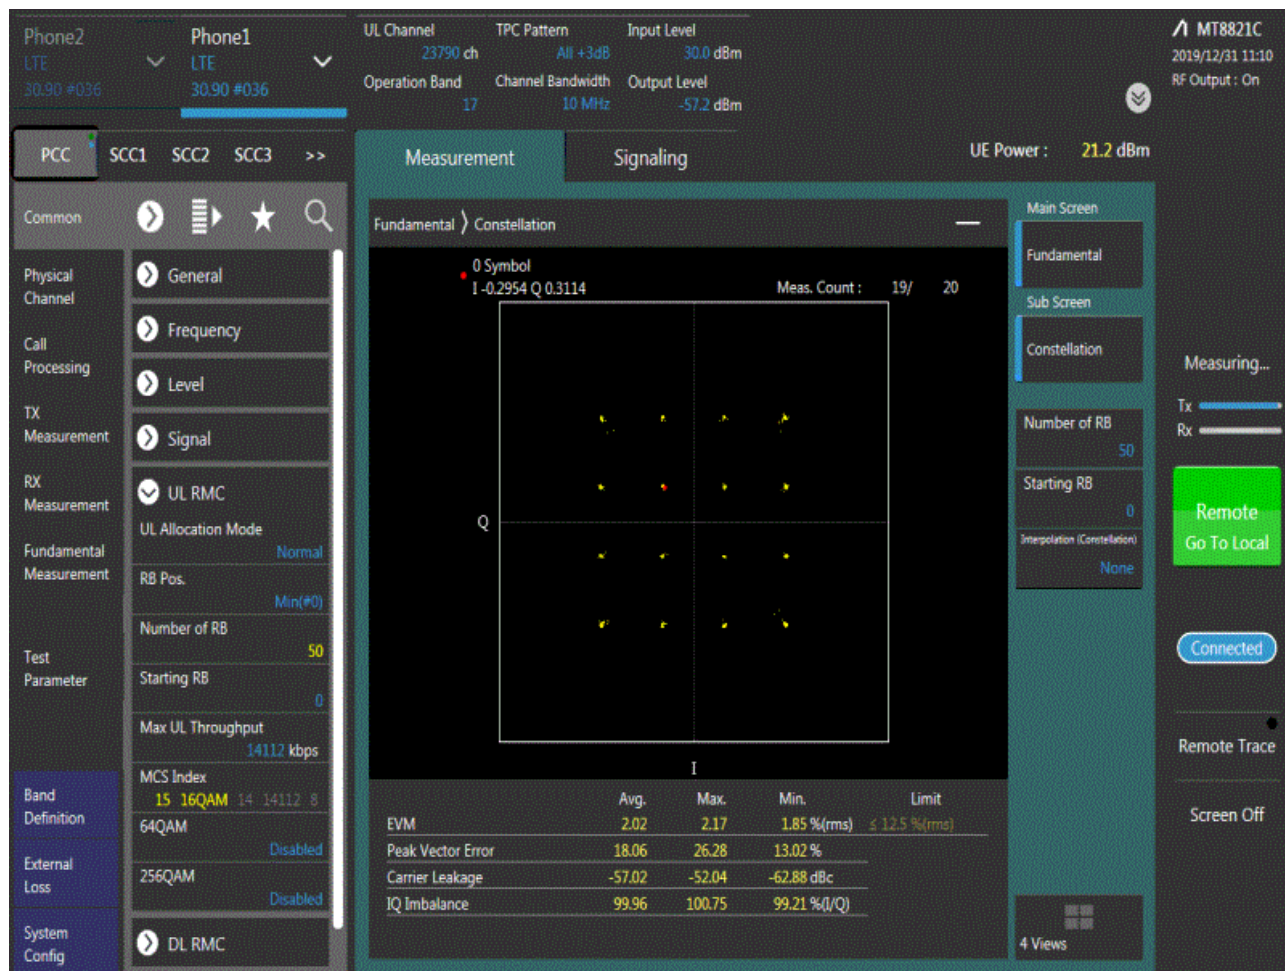 Phone2
LTE
30.90 #036
Phone1
LTE
30.90 #036
UL Channel
23790 ch
TPC Pattern
All +3dB
Input Level
30.0 dBm
Operation Band
17
Channel Bandwidth
10 MHz
Output Level
-57.2 dBm
MT8821C
2019/12/31 11:10
RF Output : On
PCC SCC1 SCC2 SCC3 >>
Measurement
Signaling
UE Power : 21.2 dBm
Common
Physical
Channel
Call
Processing
TX
Measurement
RX
Measurement
Fundamental
Measurement
Test
Parameter
Band
Definition
External
Loss
System
Config
General
Frequency
Level
Signal
UL RMC
UL Allocation Mode
Normal
RB Pos.
Min(#0)
Number of RB
50
Starting RB
0
Max UL Throughput
14112 kbps
MCS Index
15 16QAM 14 14112 8
64QAM
Disabled
256QAM
Disabled
DL RMC
Fundamental 〉 Constellation
0 Symbol
I -0.2954 Q 0.3114
Meas. Count : 19/ 20
Q
I
Avg. Max. Min. Limit
EVM 2.02 2.17 1.85 %(rms) ≤ 12.5 %(rms)
Peak Vector Error 18.06 26.28 13.02 %
Carrier Leakage -57.02 -52.04 -62.88 dBc
IQ Imbalance 99.96 100.75 99.21 %(I/Q)
Main Screen
Fundamental
Sub Screen
Constellation
Number of RB
50
Starting RB
0
Interpolation (Constellation)
None
4 Views
Measuring...
Tx
Rx
Remote
Go To Local
Connected
Remote Trace
Screen Off